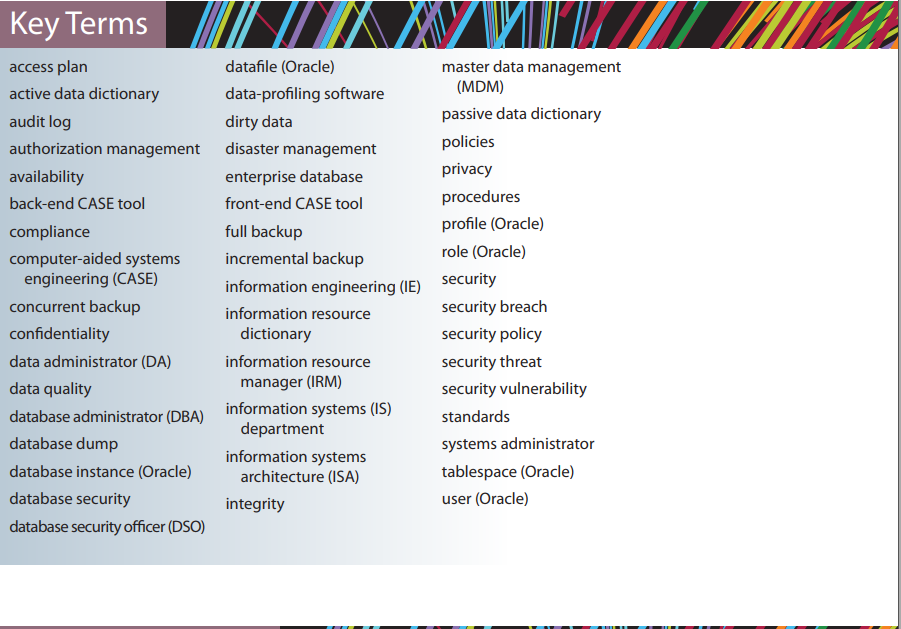 Key Terms
access plan
active data dictionary
audit log
authorization management
availability
back-end CASE tool
compliance
computer-aided systems
engineering (CASE)
concurrent backup
confidentiality
data administrator (DA)
data quality
database administrator (DBA)
database dump
database instance (Oracle)
database security
database security officer (DSO)
datafile (Oracle)
data-profiling software
dirty data
disaster management
enterprise database
front-end CASE tool
full backup
incremental backup
information engineering (IE)
information resource
dictionary
information resource
manager (IRM)
information systems (IS)
department
information systems
architecture (ISA)
integrity
master data management
(MDM)
passive data dictionary
policies
privacy
procedures
profile (Oracle)
role (Oracle)
security
security breach
security policy
security threat
security vulnerability
standards
systems administrator
tablespace (Oracle)
user (Oracle)